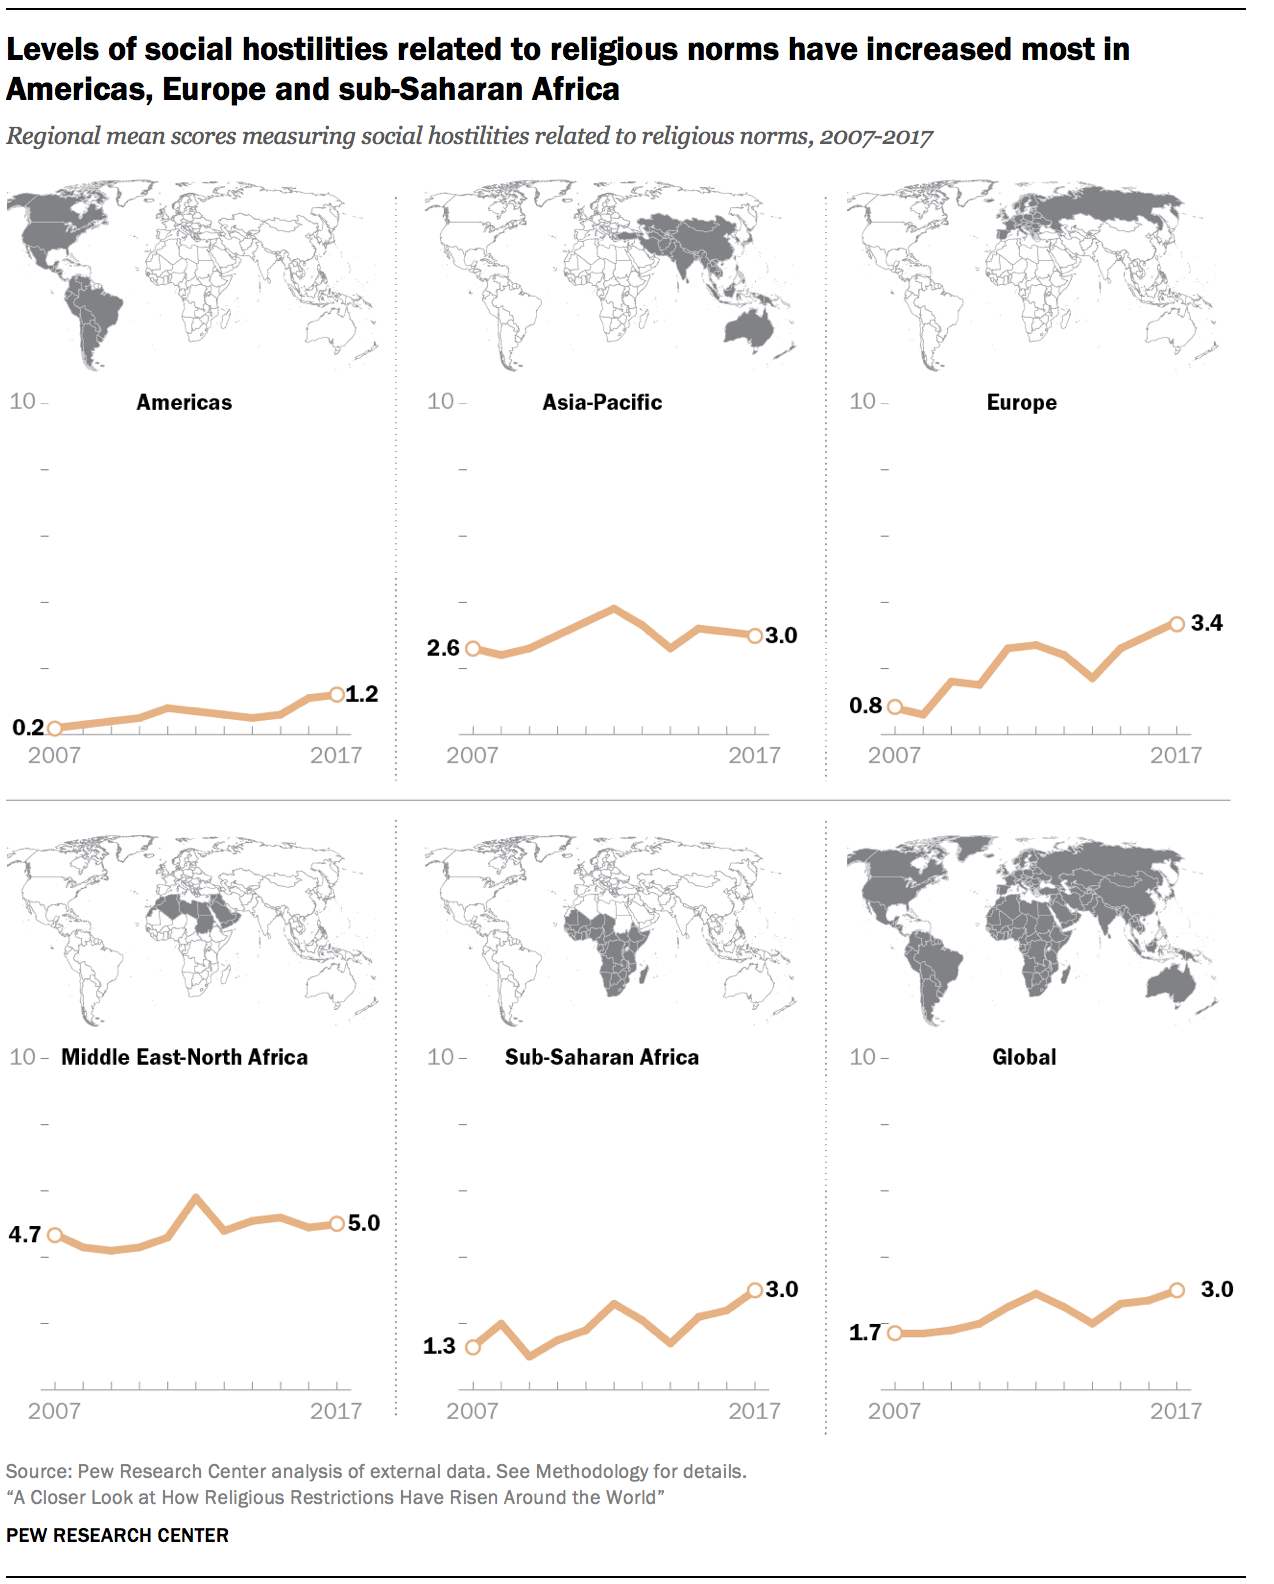 Levels of social hostilities related to religious norms have increased most in
Americas, Europe and sub-Saharan Africa
Regional mean scores measuring social hostilities related to religious norms, 2007-2017
10
Americas
0.2
1.2
2007
2017
10
Asia-Pacific
2.6
3.0
2007
2017
10
Europe
0.8
3.4
2007
2017
10
Middle East-North Africa
4.7
5.0
2007
2017
10
Sub-Saharan Africa
1.3
3.0
2007
2017
10
Global
1.7
3.0
2007
2017
Source: Pew Research Center analysis of external data. See Methodology for details.
“A Closer Look at How Religious Restrictions Have Risen Around the World”
PEW RESEARCH CENTER